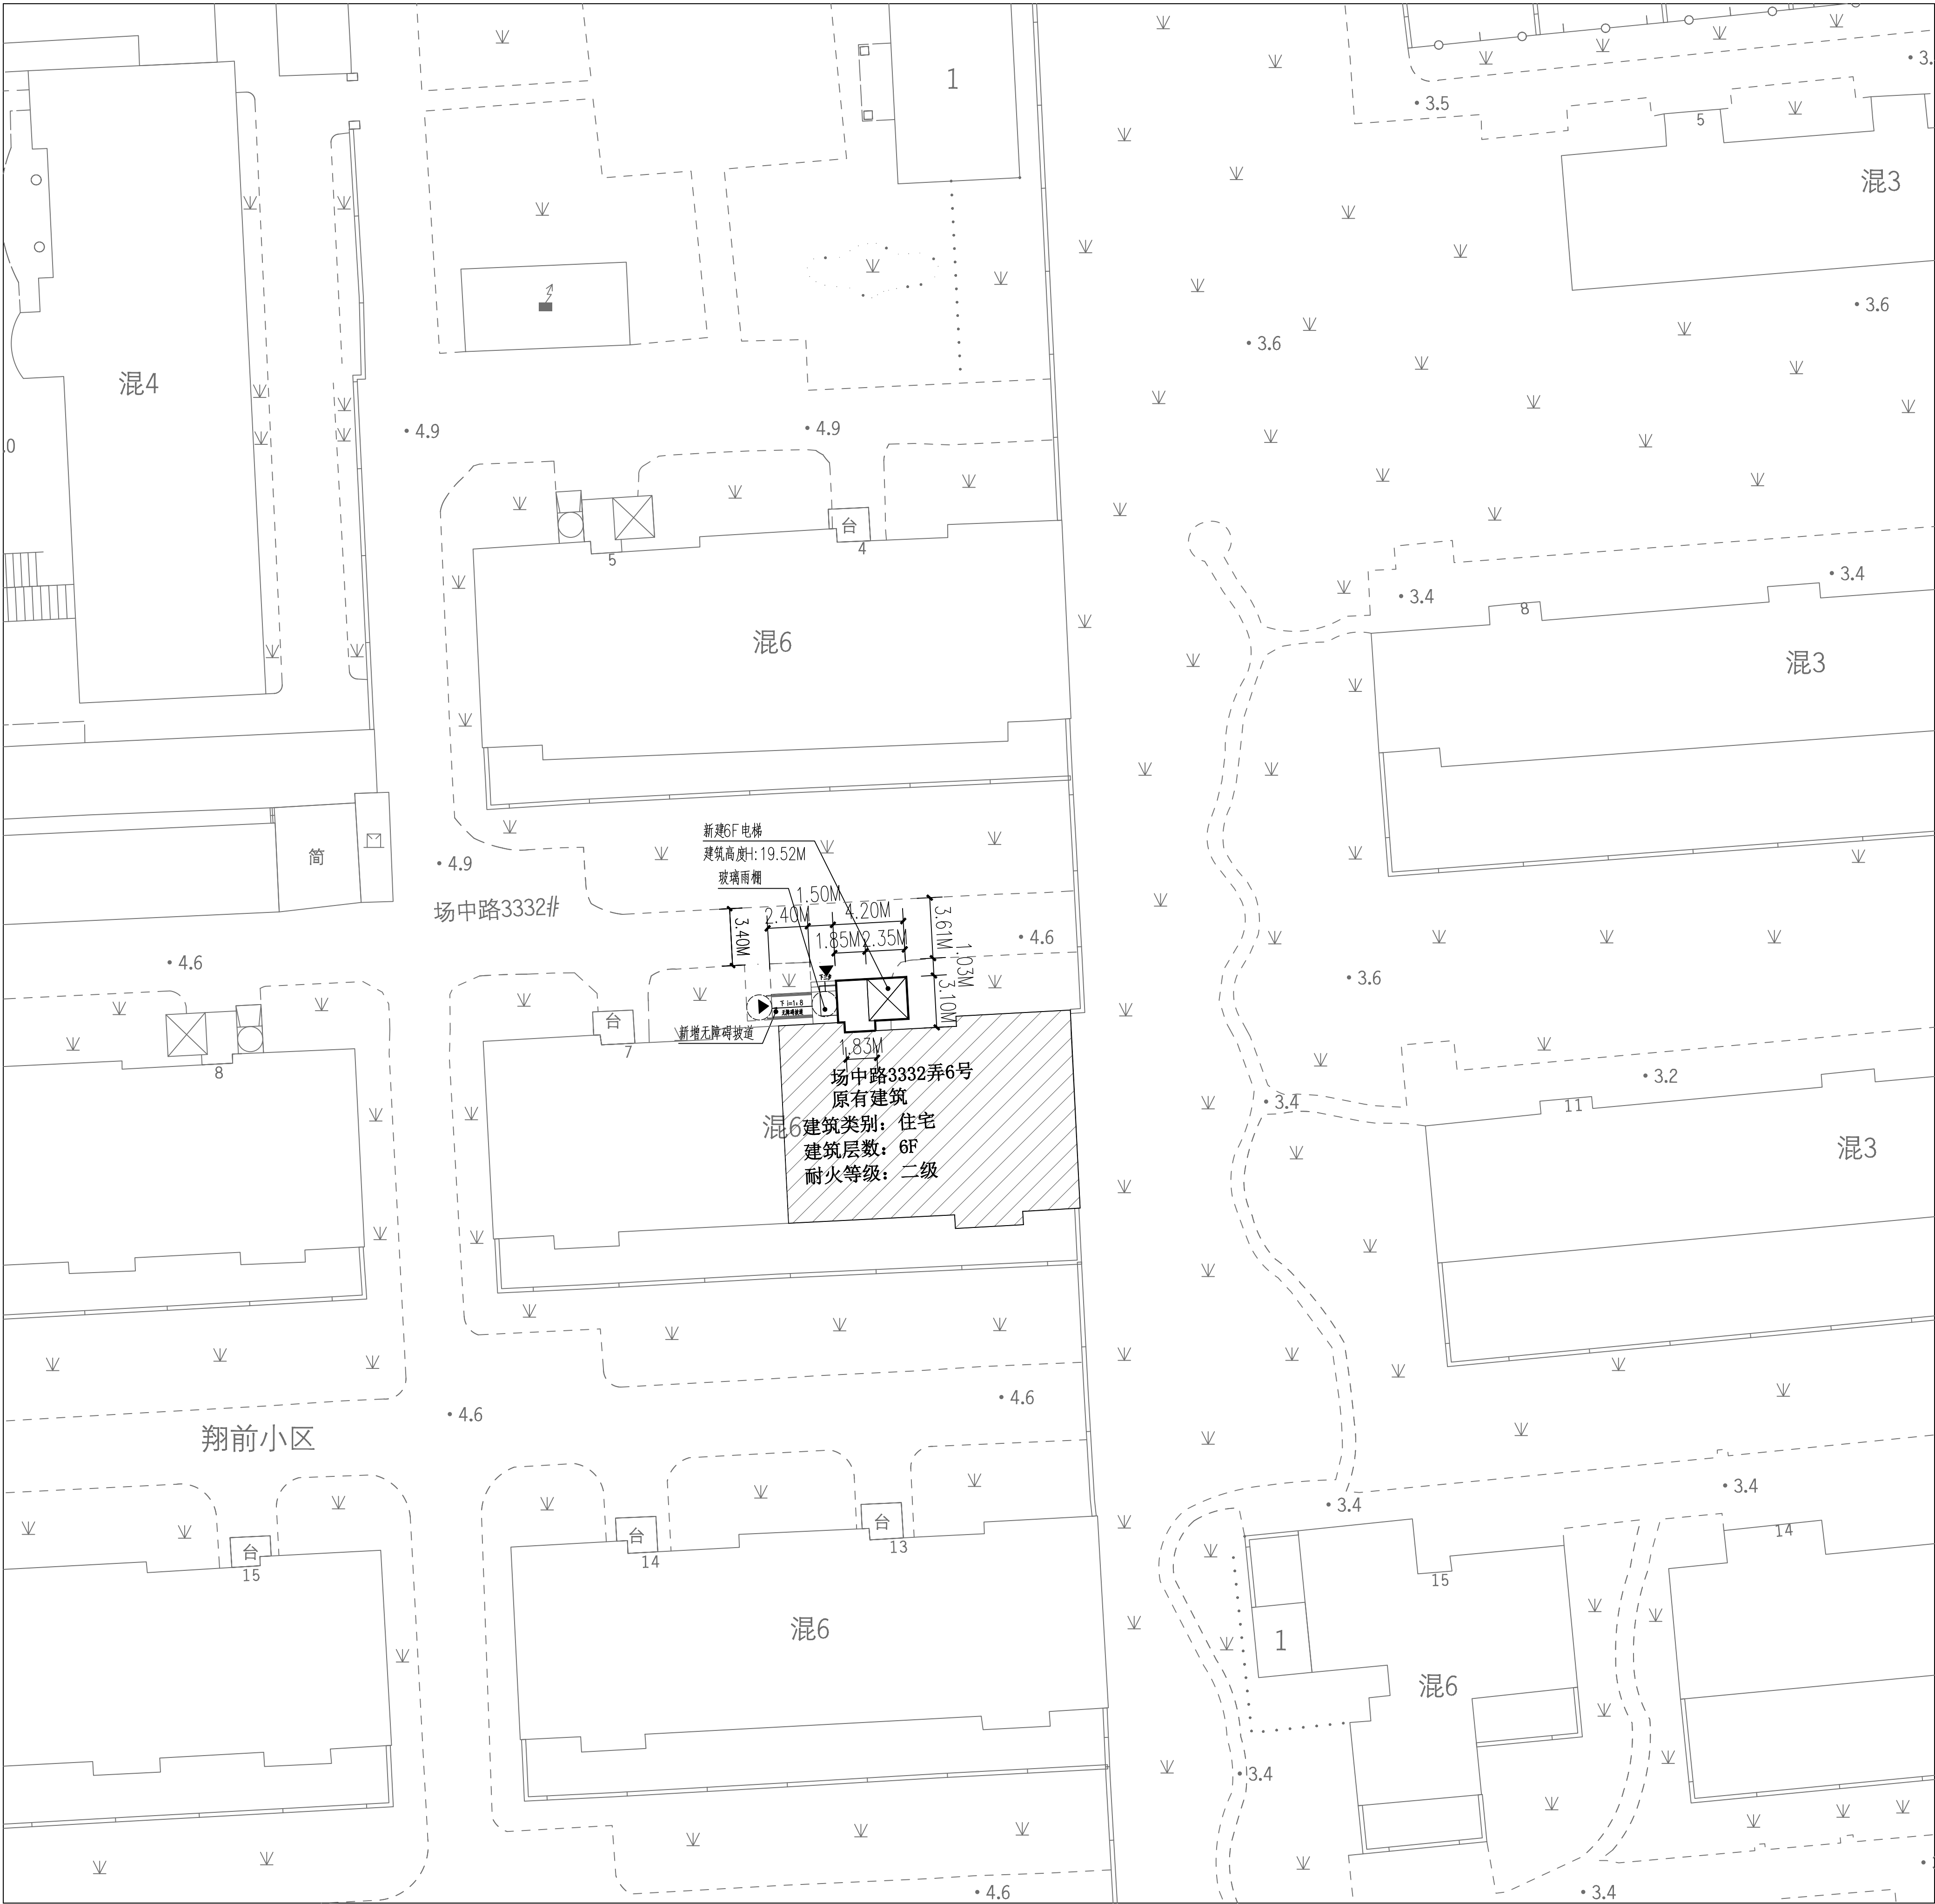 1
3.5
5
混3
3.6
3.6
混4
4.9
4.9
5
台
4
3.4
3.4
8
混6
混3
新建6F电梯
建筑高度H:19.52M
玻璃雨棚
简
4.9
场中路3332#
1.50M
2.40M
4.20M
3.40M
3.61M
1.85M
2.35M
1.03M
3.10M
4.6
4.6
3.6
下 i=1:8
无障碍坡道
新增无障碍坡道
台
7
8
1.83M
场中路3332弄6号
原有建筑
混6
建筑类别：住宅
建筑层数：6F
耐火等级：二级
3.4
3.2
11
混3
4.6
4.6
翔前小区
3.4
3.4
台
15
台
14
台
13
15
14
混6
1
混6
3.4
4.6
3.4